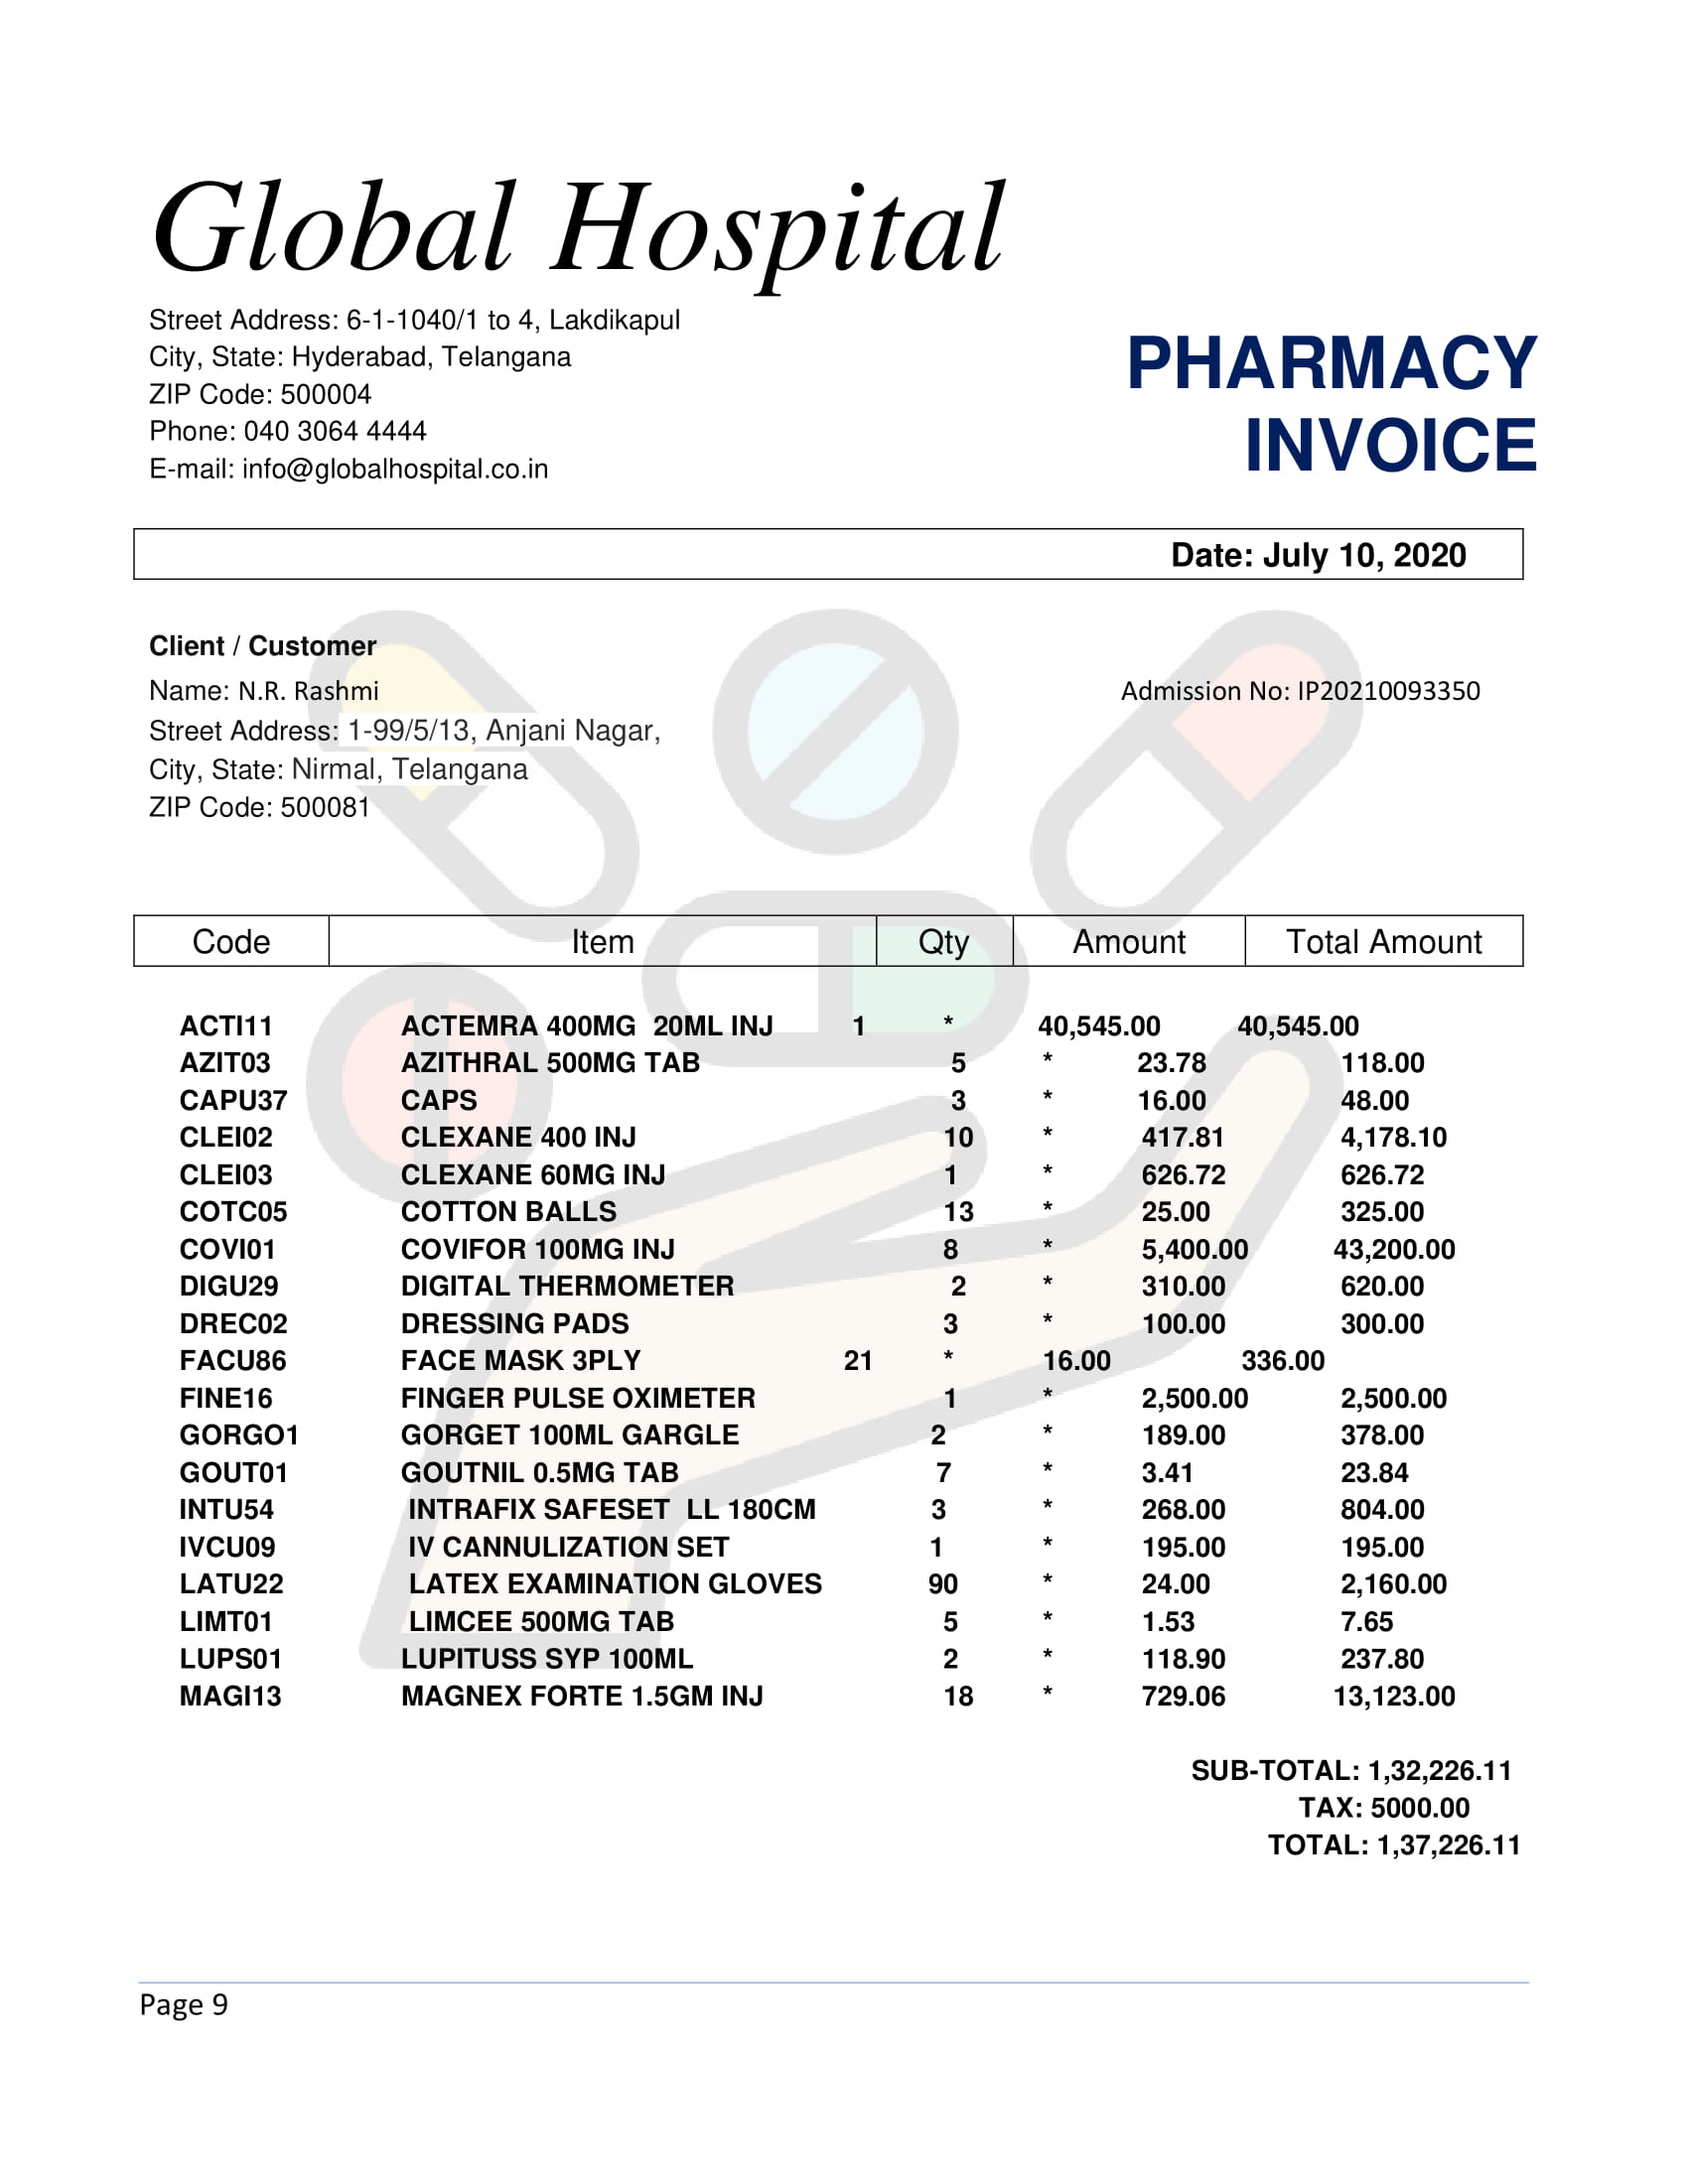 Global Hospital
Street Address: 6-1-1040/1 to 4, Lakdikapul
City, State: Hyderabad, Telangana
ZIP Code: 500004
Phone: 040 3064 4444
E-mail: info@globalhospital.co.in
PHARMACY
INVOICE
Date: July 10, 2020
Client / Customer
Name: N.R. Rashmi Admission No: IP20210093350
Street Address: 1-99/5/13, Anjani Nagar,
City, State: Nirmal, Telangana
ZIP Code: 500081
Code Item Qty Amount Total Amount
ACTI11 ACTEMRA 400MG 20ML INJ 1 * 40,545.00 40,545.00
AZIT03 AZITHRAL 500MG TAB 5 * 23.78 118.00
CAPU37 CAPS 3 * 16.00 48.00
CLEI02 CLEXANE 400 INJ 10 * 417.81 4,178.10
CLEI03 CLEXANE 60MG INJ 1 * 626.72 626.72
COTC05 COTTON BALLS 13 * 25.00 325.00
COVI01 COVIFOR 100MG INJ 8 * 5,400.00 43,200.00
DIGU29 DIGITAL THERMOMETER 2 * 310.00 620.00
DREC02 DRESSING PADS 3 * 100.00 300.00
FACU86 FACE MASK 3PLY 21 * 16.00 336.00
FINE16 FINGER PULSE OXIMETER 1 * 2,500.00 2,500.00
GORGO1 GORGET 100ML GARGLE 2 * 189.00 378.00
GOUT01 GOUTNIL 0.5MG TAB 7 * 3.41 23.84
INTU54 INTRAFIX SAFESET LL 180CM 3 * 268.00 804.00
IVCU09 IV CANNULIZATION SET 1 * 195.00 195.00
LATU22 LATEX EXAMINATION GLOVES 90 * 24.00 2,160.00
LIMT01 LIMCEE 500MG TAB 5 * 1.53 7.65
LUPS01 LUPITUSS SYP 100ML 2 * 118.90 237.80
MAGI13 MAGNEX FORTE 1.5GM INJ 18 * 729.06 13,123.00
SUB-TOTAL: 1,32,226.11
TAX: 5000.00
TOTAL: 1,37,226.11
Page 9